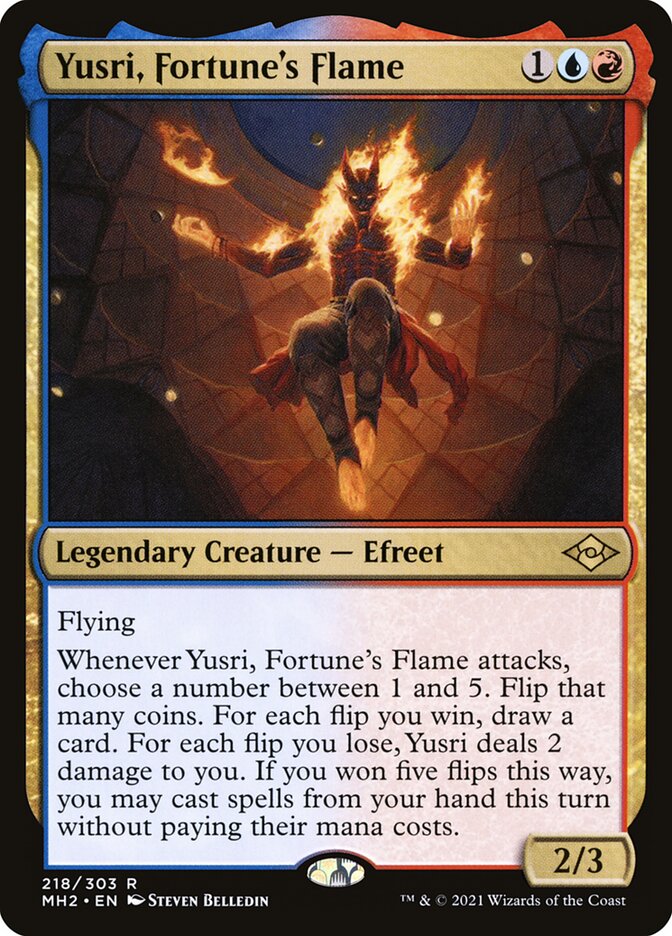 Yusri, Fortune's Flame 1
Legendary Creature — Efreet
Flying
Whenever Yusri, Fortune's Flame attacks,
choose a number between 1 and 5. Flip that
many coins. For each flip you win, draw a
card. For each flip you lose, Yusri deals 2
damage to you. If you won five flips this way,
you may cast spells from your hand this turn
without paying their mana costs.
2/3
218/303 R
MH2 • EN Steven Belledin
™ & © 2021 Wizards of the Coast